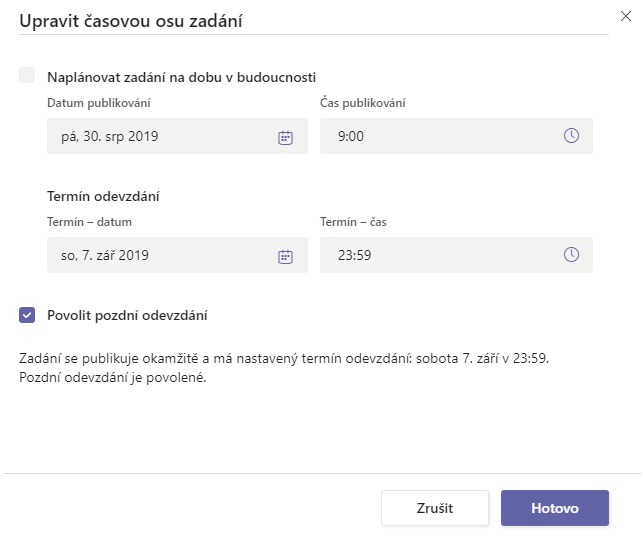 Upravit časovou osu zadání
Naplánovat zadání na dobu v budoucnosti
Datum publikování Čas publikování
pá, 30. srp 2019 9:00
Termín odevzdání
Termín – datum Termín – čas
so, 7. zář 2019 23:59
Povolit pozdní odevzdání
Zadání se publikuje okamžitě a má nastavený termín odevzdání: sobota 7. září v 23:59.
Pozdní odevzdání je povolené.
Zrušit Hotovo